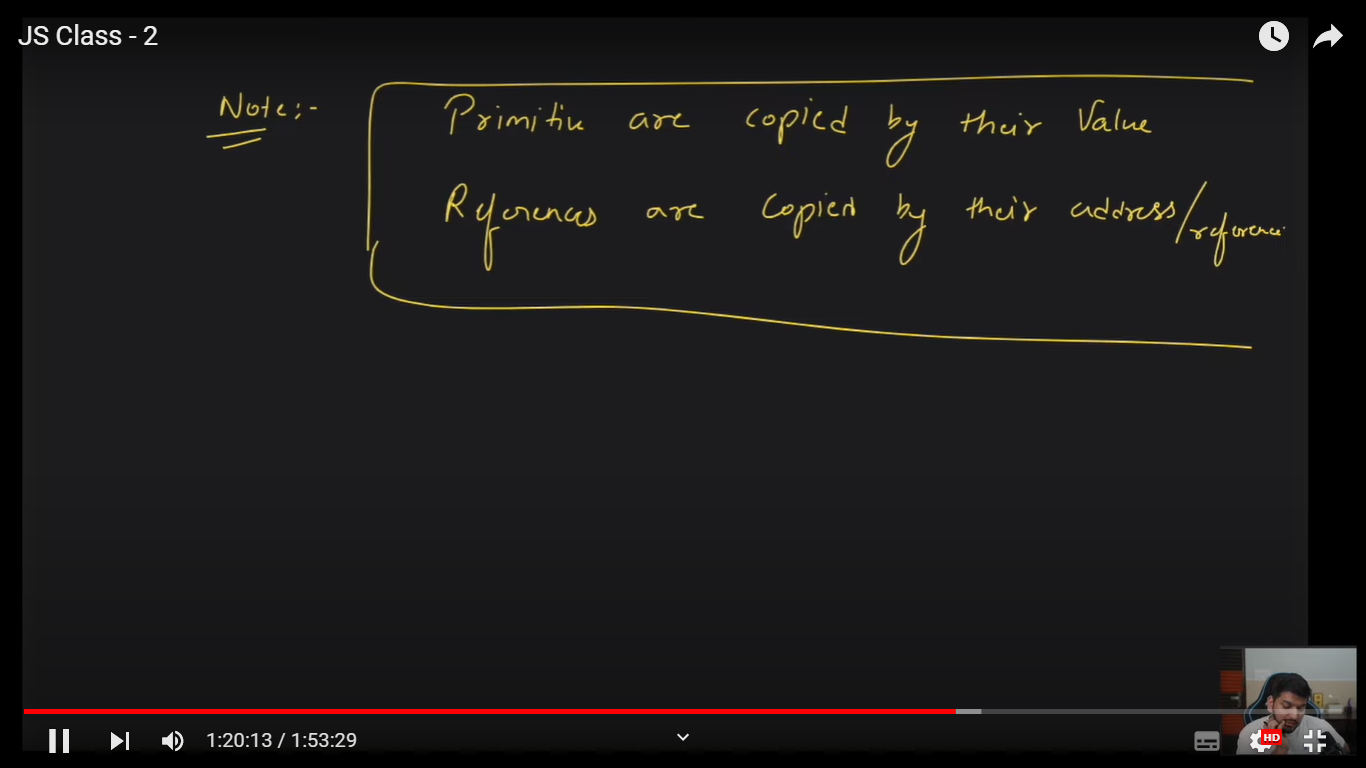 JS Class - 2
Note:-
Primitive are copied by their Value
References are copied by their address/reference
1:20:13 / 1:53:29
HD